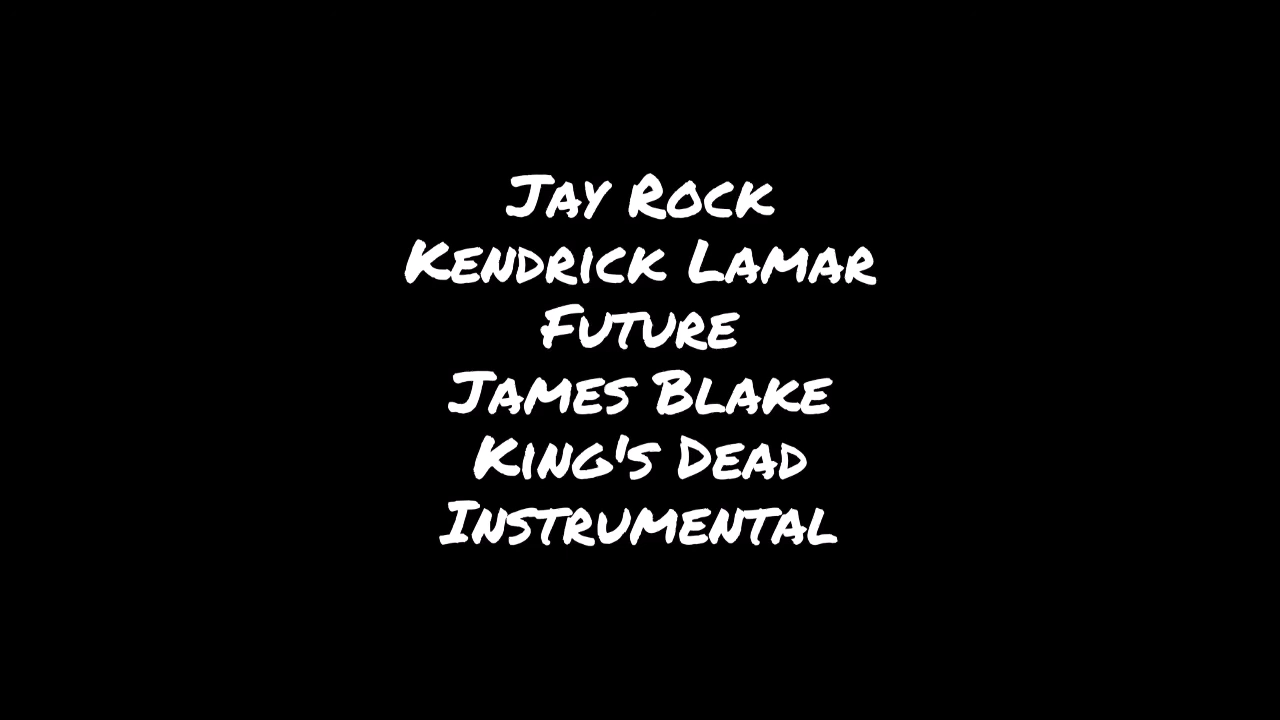 Jay Rock
Kendrick Lamar
Future
James Blake
King's Dead
Instrumental